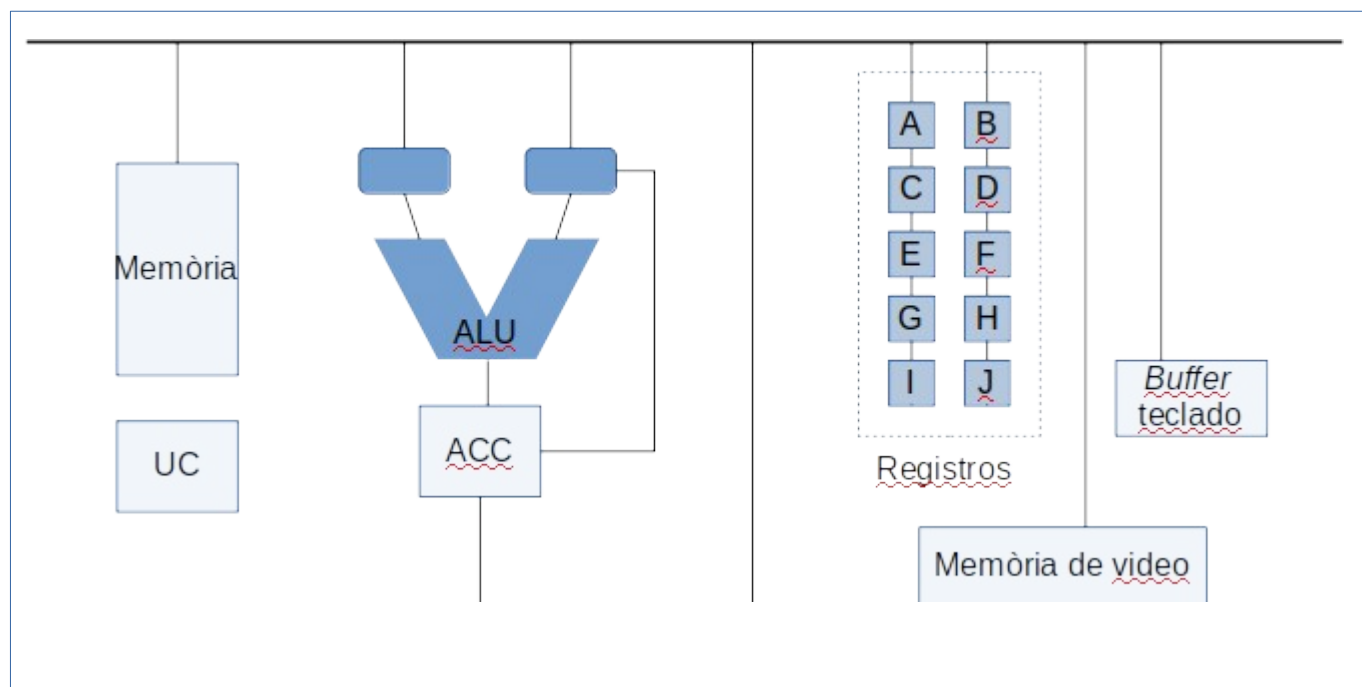 Memòria
UC
ALU
ACC
A
B
C
D
E
F
G
H
I
J
Registros
Buffer
teclado
Memòria de video